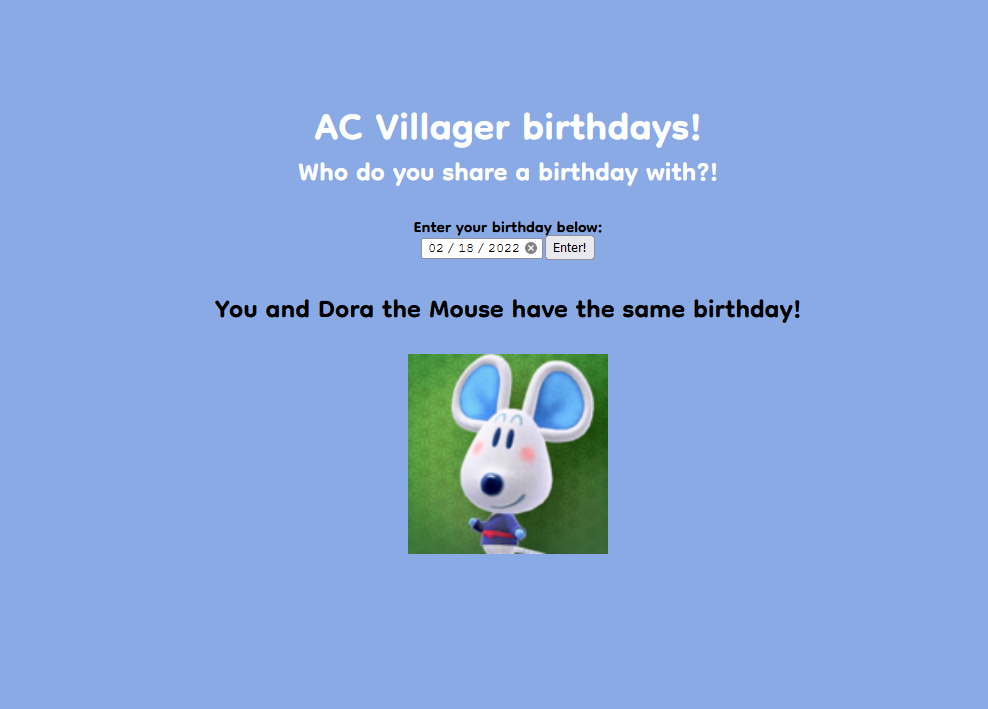 AC Villager birthdays!
Who do you share a birthday with?!
Enter your birthday below:
02 / 18 / 2022 Enter!
You and Dora the Mouse have the same birthday!